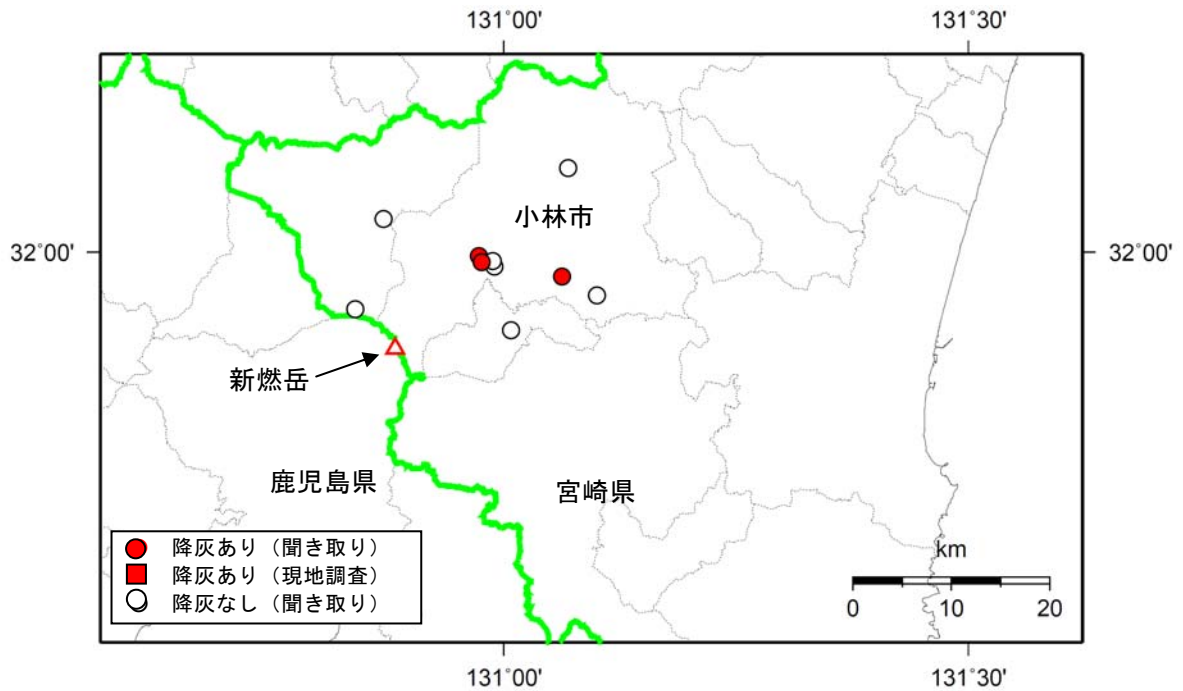 131°00'
131°30'
32°00'
32°00'
小林市
新燃岳
鹿児島県
宮崎県
降灰あり（聞き取り）
降灰あり（現地調査）
降灰なし（聞き取り）
km
0 10 20
131°00'
131°30'